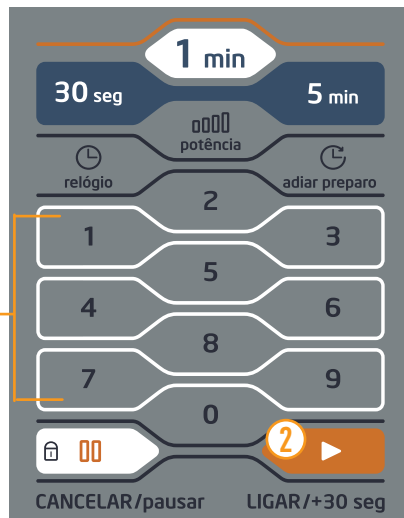 1 min
30 seg
5 min
potência
relógio
adiar preparo
2
1
3
5
4
6
8
7
9
0
2
CANCELAR/pausar
LIGAR/+30 seg